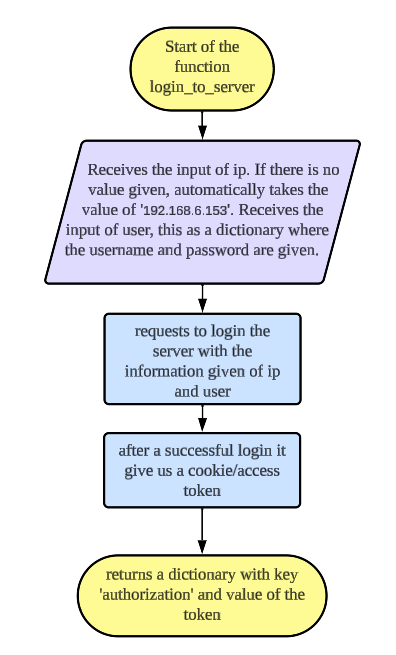 Start of the
function
login_to_server
Receives the input of ip. If there is no
value given, automatically takes the
value of '192.168.6.153'. Receives the
input of user, this as a dictionary where
the username and password are given.
requests to login the
server with the
information given of ip
and user
after a successful login it
give us a cookie/access
token
returns a dictionary with key
'authorization' and value of the
token